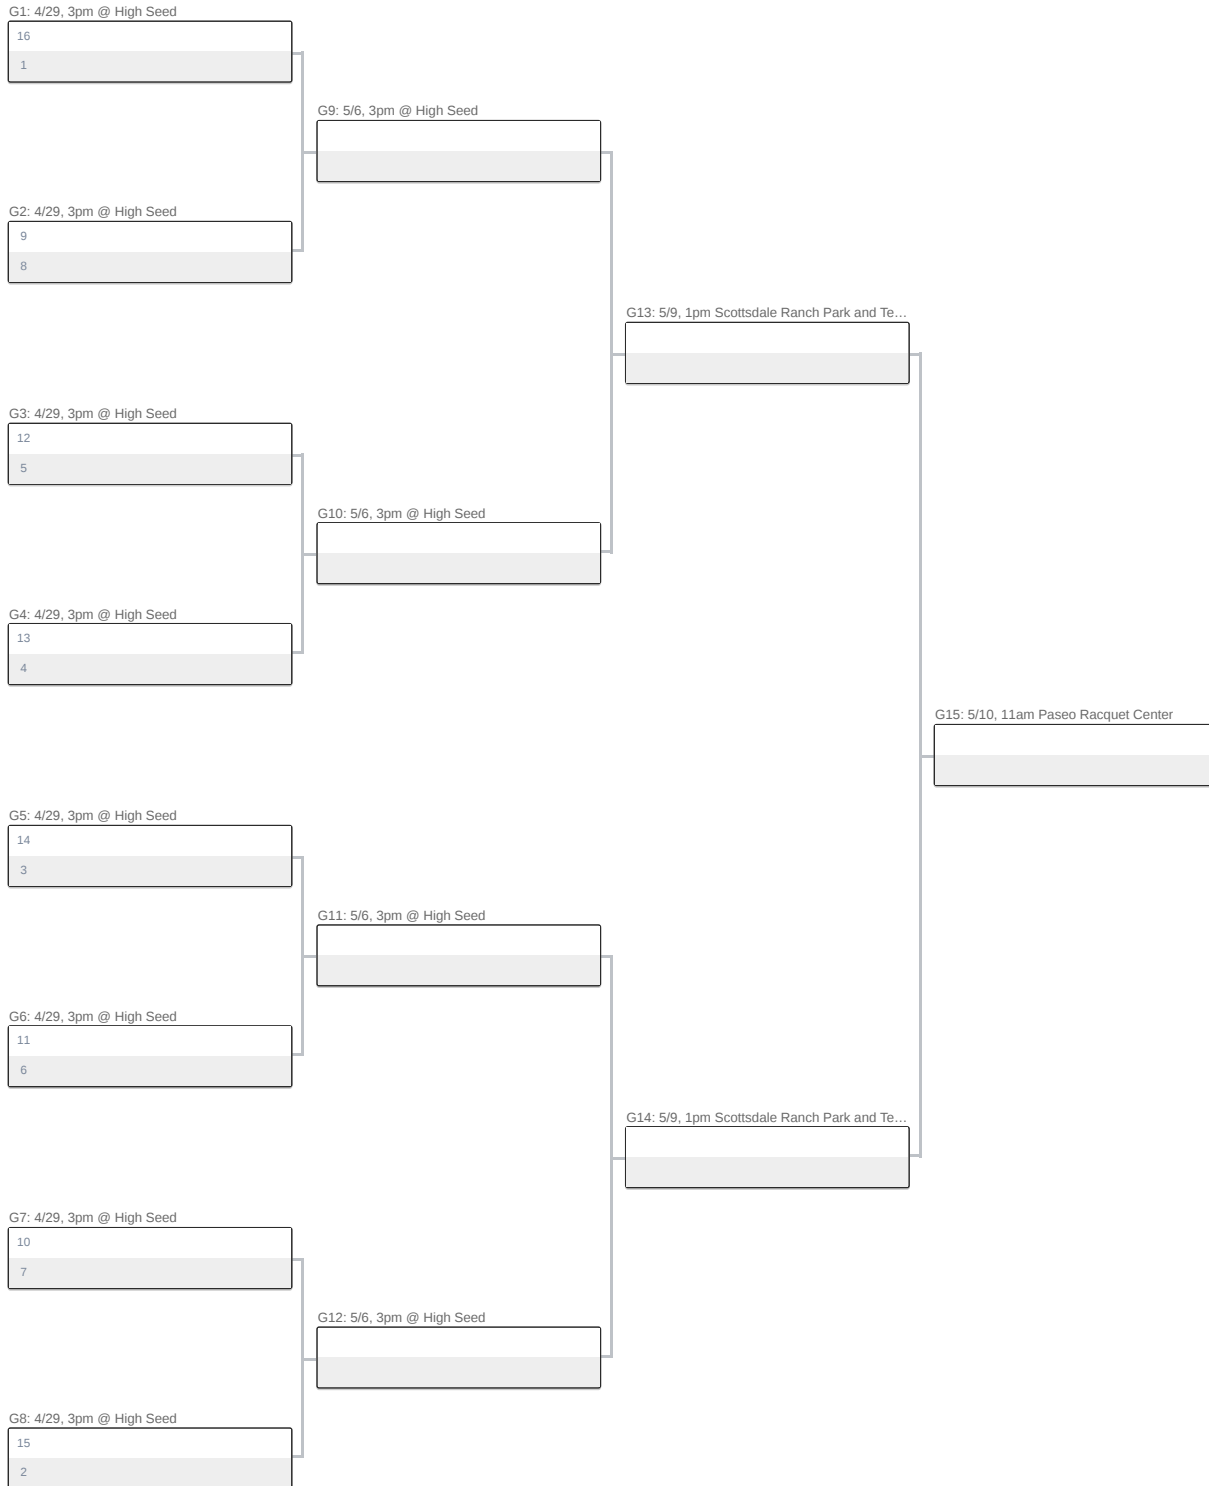 G1: 4/29, 3pm @ High Seed
16
1
G9: 5/6, 3pm @ High Seed
G2: 4/29, 3pm @ High Seed
9
8
G13: 5/9, 1pm Scottsdale Ranch Park and Te…
G3: 4/29, 3pm @ High Seed
12
5
G10: 5/6, 3pm @ High Seed
G4: 4/29, 3pm @ High Seed
13
4
G15: 5/10, 11am Paseo Racquet Center
G5: 4/29, 3pm @ High Seed
14
3
G11: 5/6, 3pm @ High Seed
G6: 4/29, 3pm @ High Seed
11
6
G14: 5/9, 1pm Scottsdale Ranch Park and Te…
G7: 4/29, 3pm @ High Seed
10
7
G12: 5/6, 3pm @ High Seed
G8: 4/29, 3pm @ High Seed
15
2